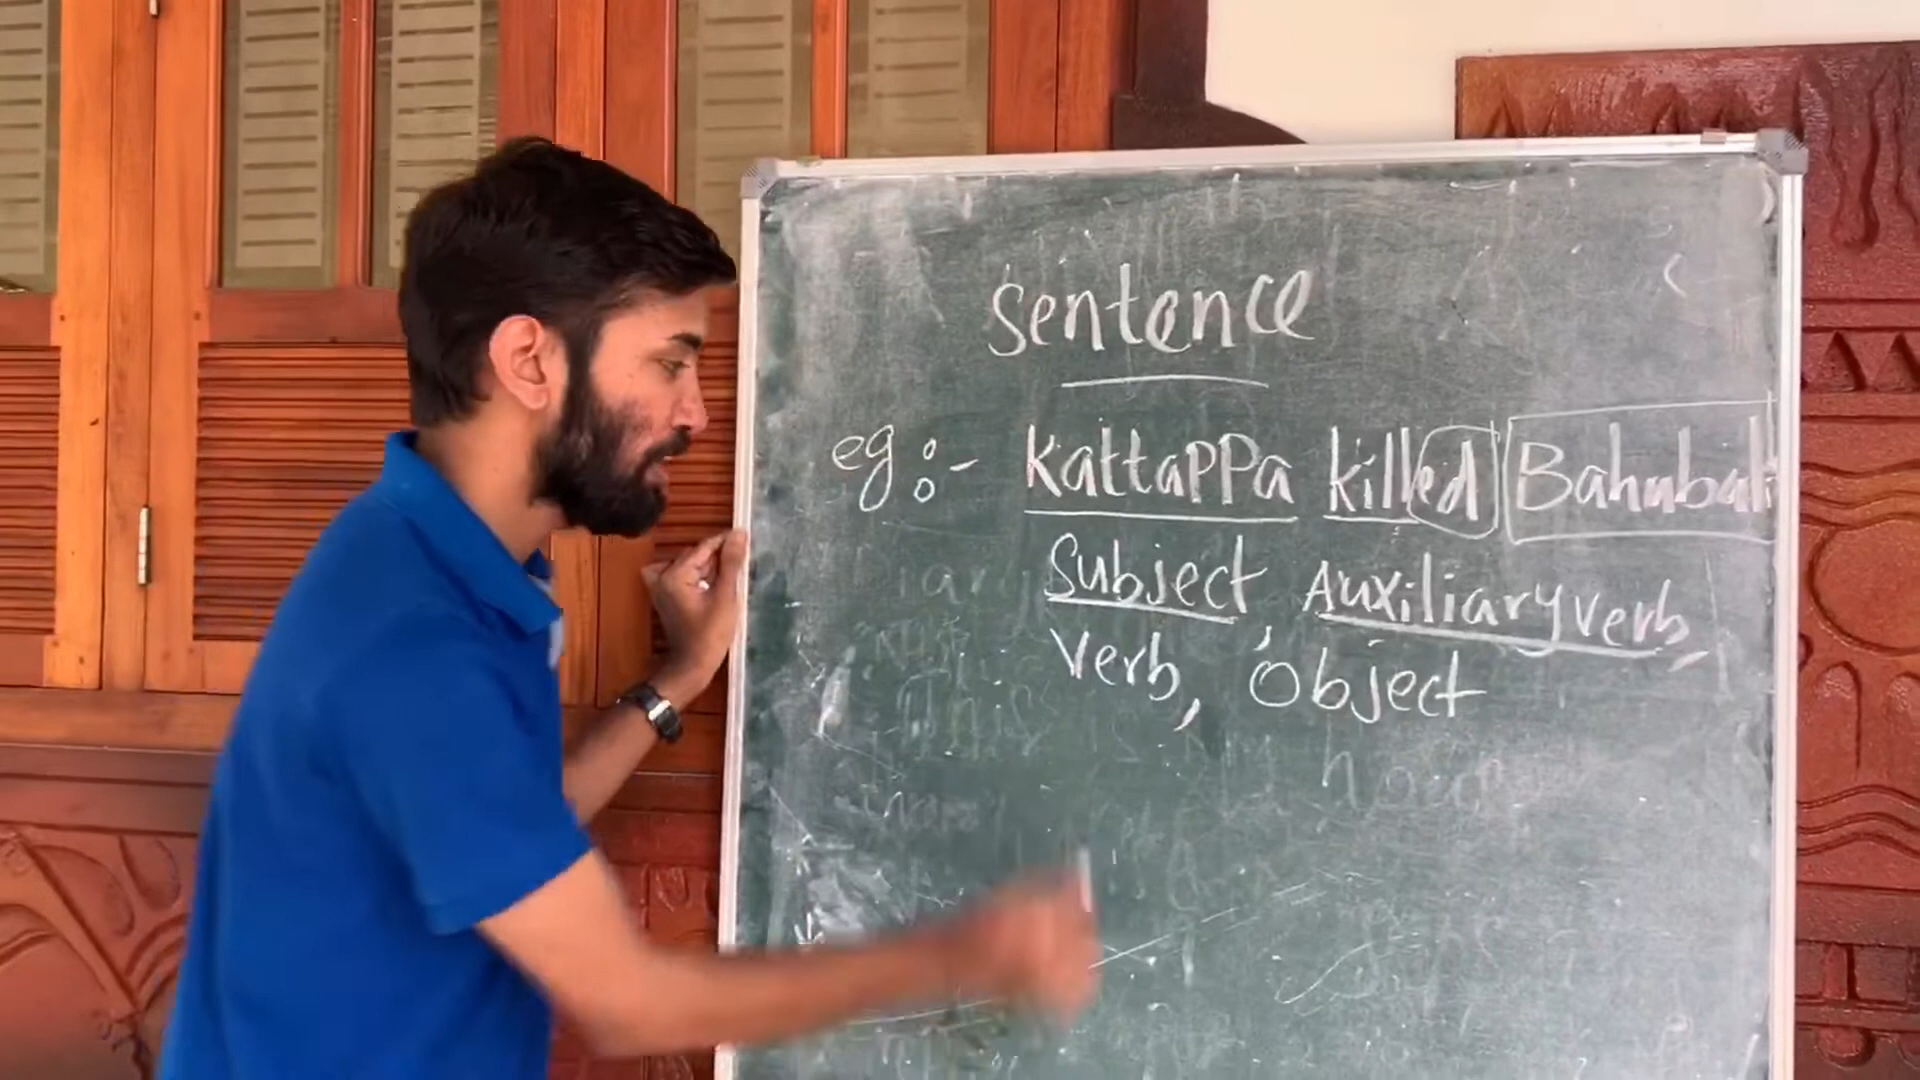 Sentence
eg:- Kattappa killed Bahubali
Subject, Auxiliary verb,
Verb, Object